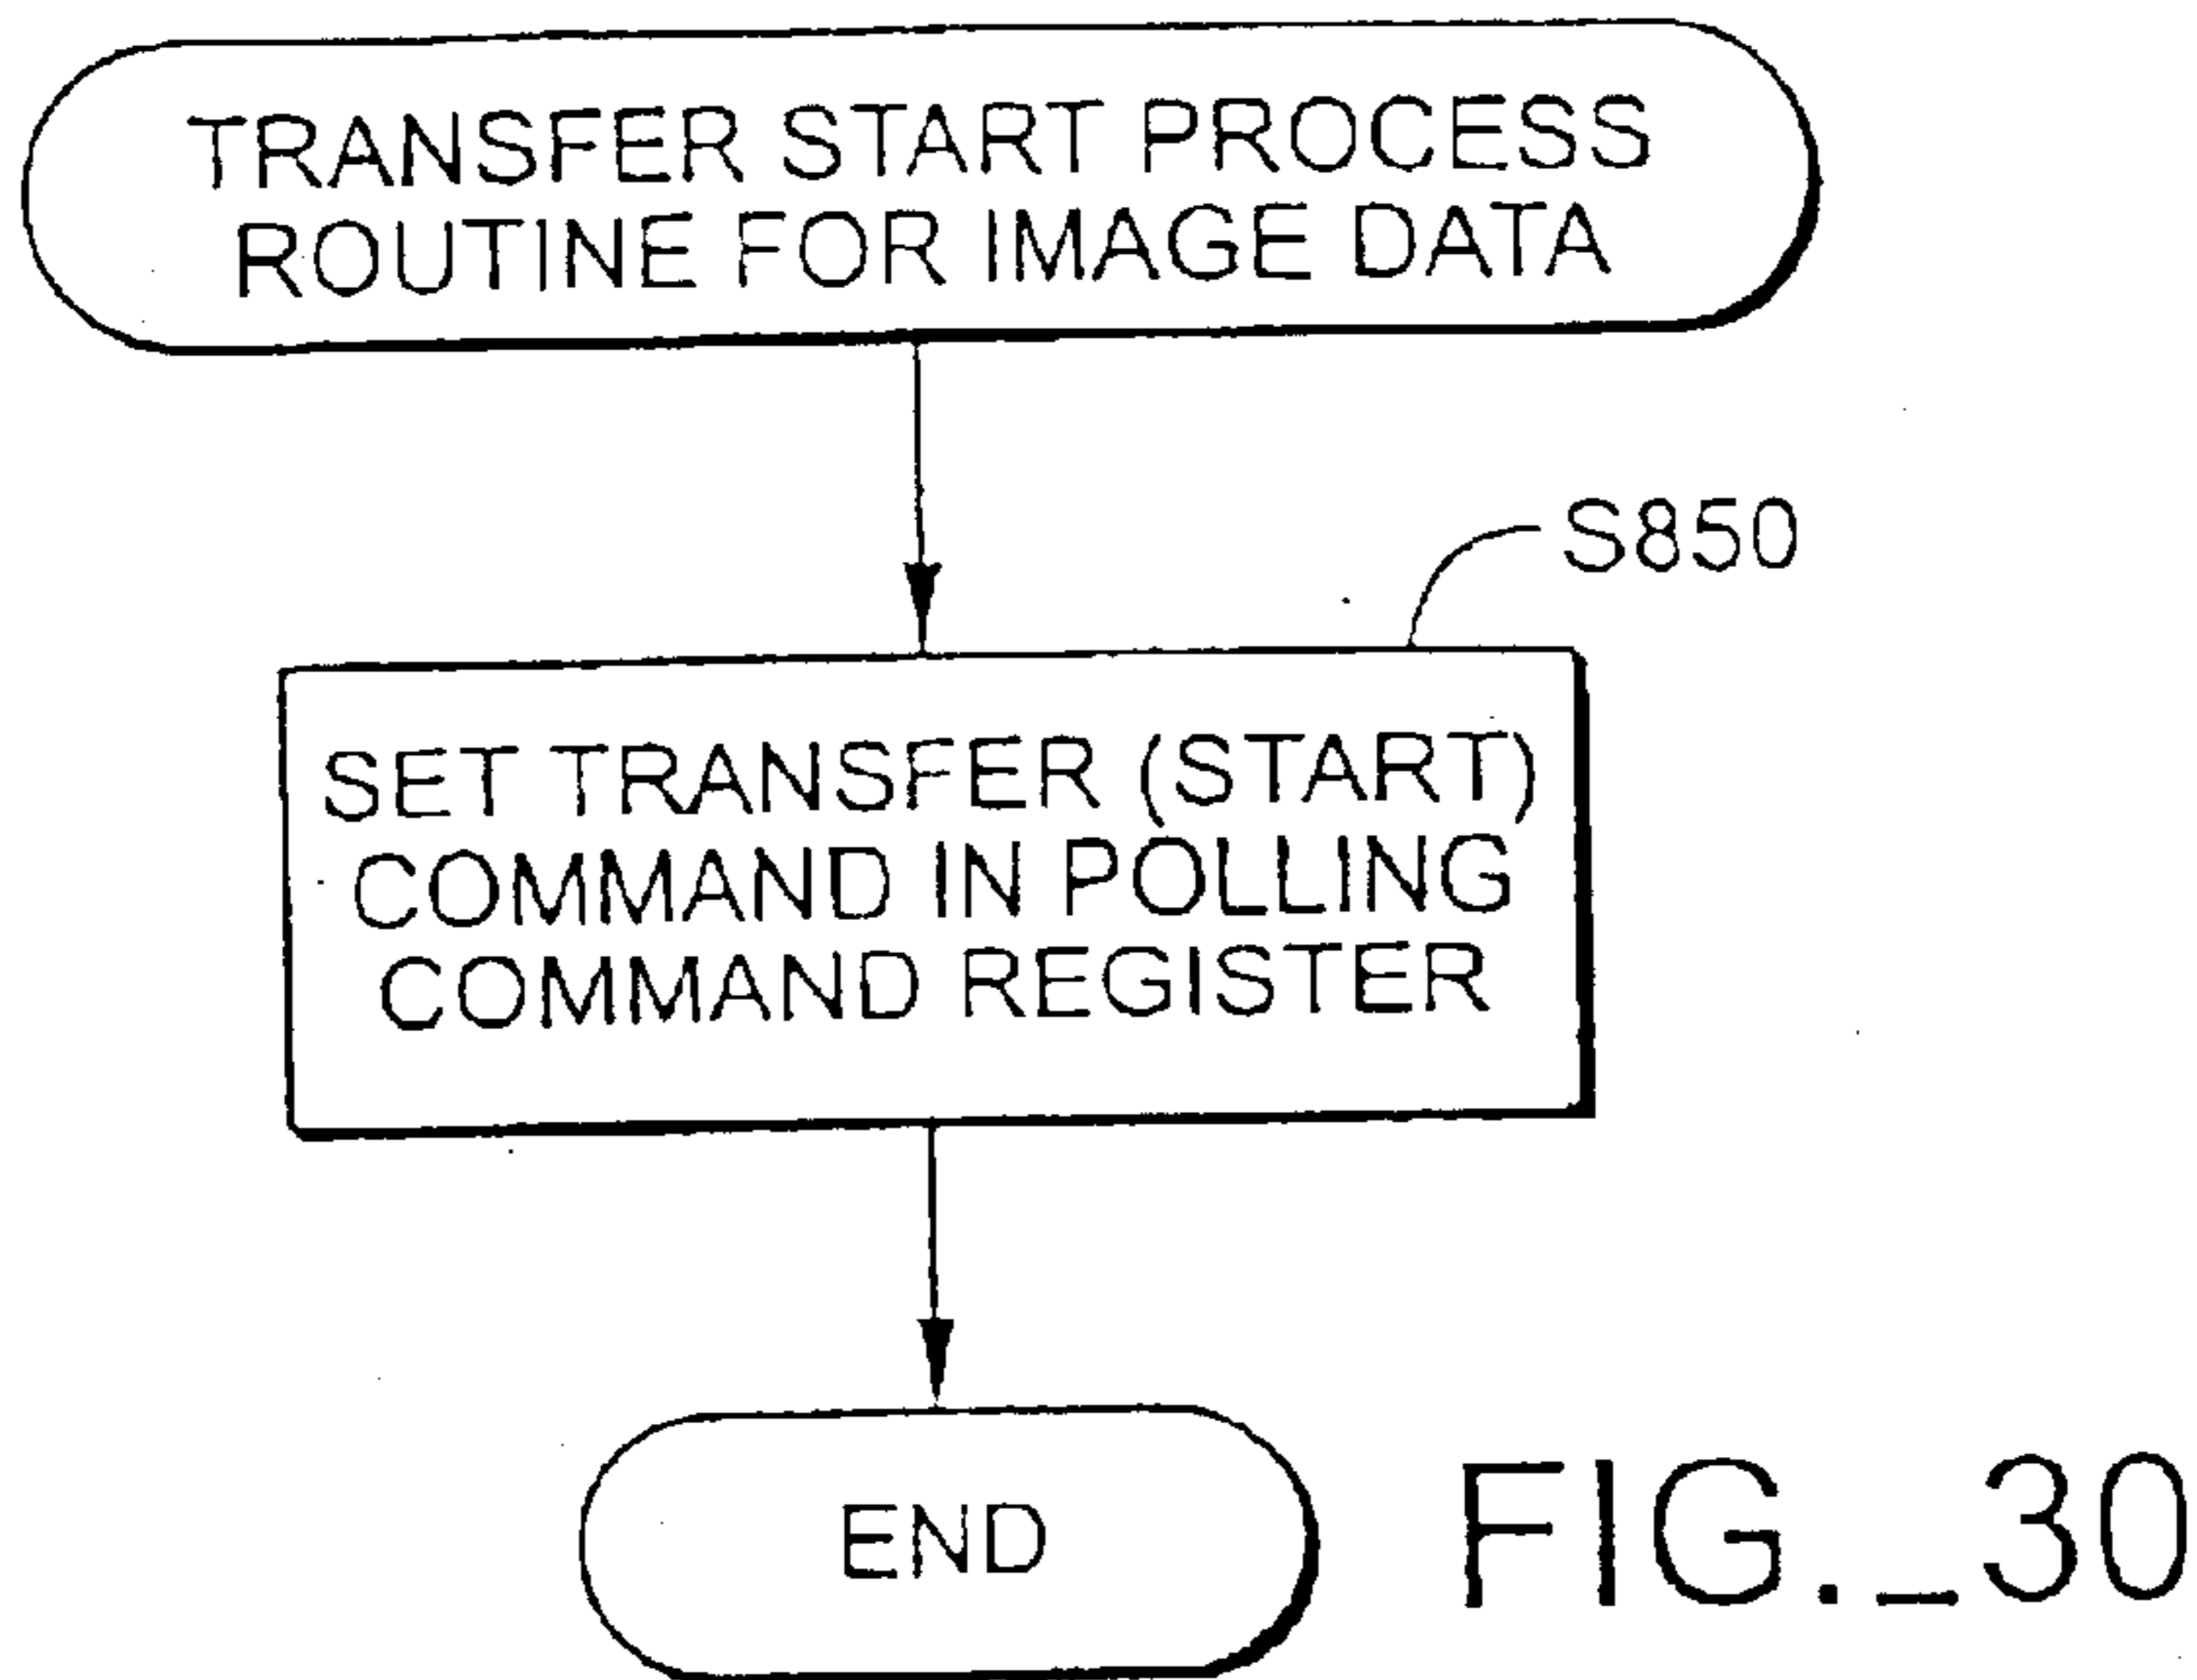 TRANSFER START PROCESS
ROUTINE FOR IMAGE DATA
S850
SET TRANSFER (START)
COMMAND IN POLLING
COMMAND REGISTER
END
FIG._30